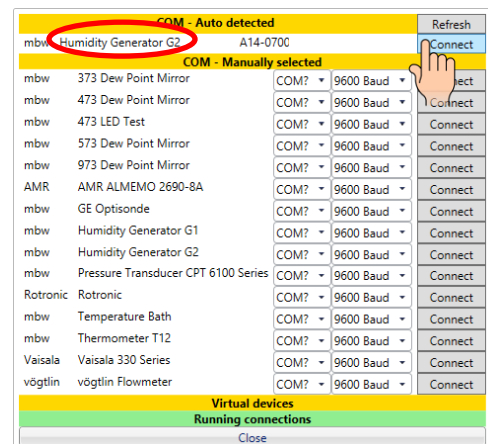 COM - Auto detected Refresh
mbw Humidity Generator G2 A14-0700 Connect
COM - Manually selected
mbw 373 Dew Point Mirror COM? 9600 Baud Connect
mbw 473 Dew Point Mirror COM? 9600 Baud Connect
mbw 473 LED Test COM? 9600 Baud Connect
mbw 573 Dew Point Mirror COM? 9600 Baud Connect
mbw 973 Dew Point Mirror COM? 9600 Baud Connect
AMR AMR ALMEMO 2690-8A COM? 9600 Baud Connect
mbw GE Optisonde COM? 9600 Baud Connect
mbw Humidity Generator G1 COM? 9600 Baud Connect
mbw Humidity Generator G2 COM? 9600 Baud Connect
mbw Pressure Transducer CPT 6100 Series COM? 9600 Baud Connect
Rotronic Rotronic COM? 9600 Baud Connect
mbw Temperature Bath COM? 9600 Baud Connect
mbw Thermometer T12 COM? 9600 Baud Connect
Vaisala Vaisala 330 Series COM? 9600 Baud Connect
vögtlin vögtlin Flowmeter COM? 9600 Baud Connect
Virtual devices
Running connections
Close